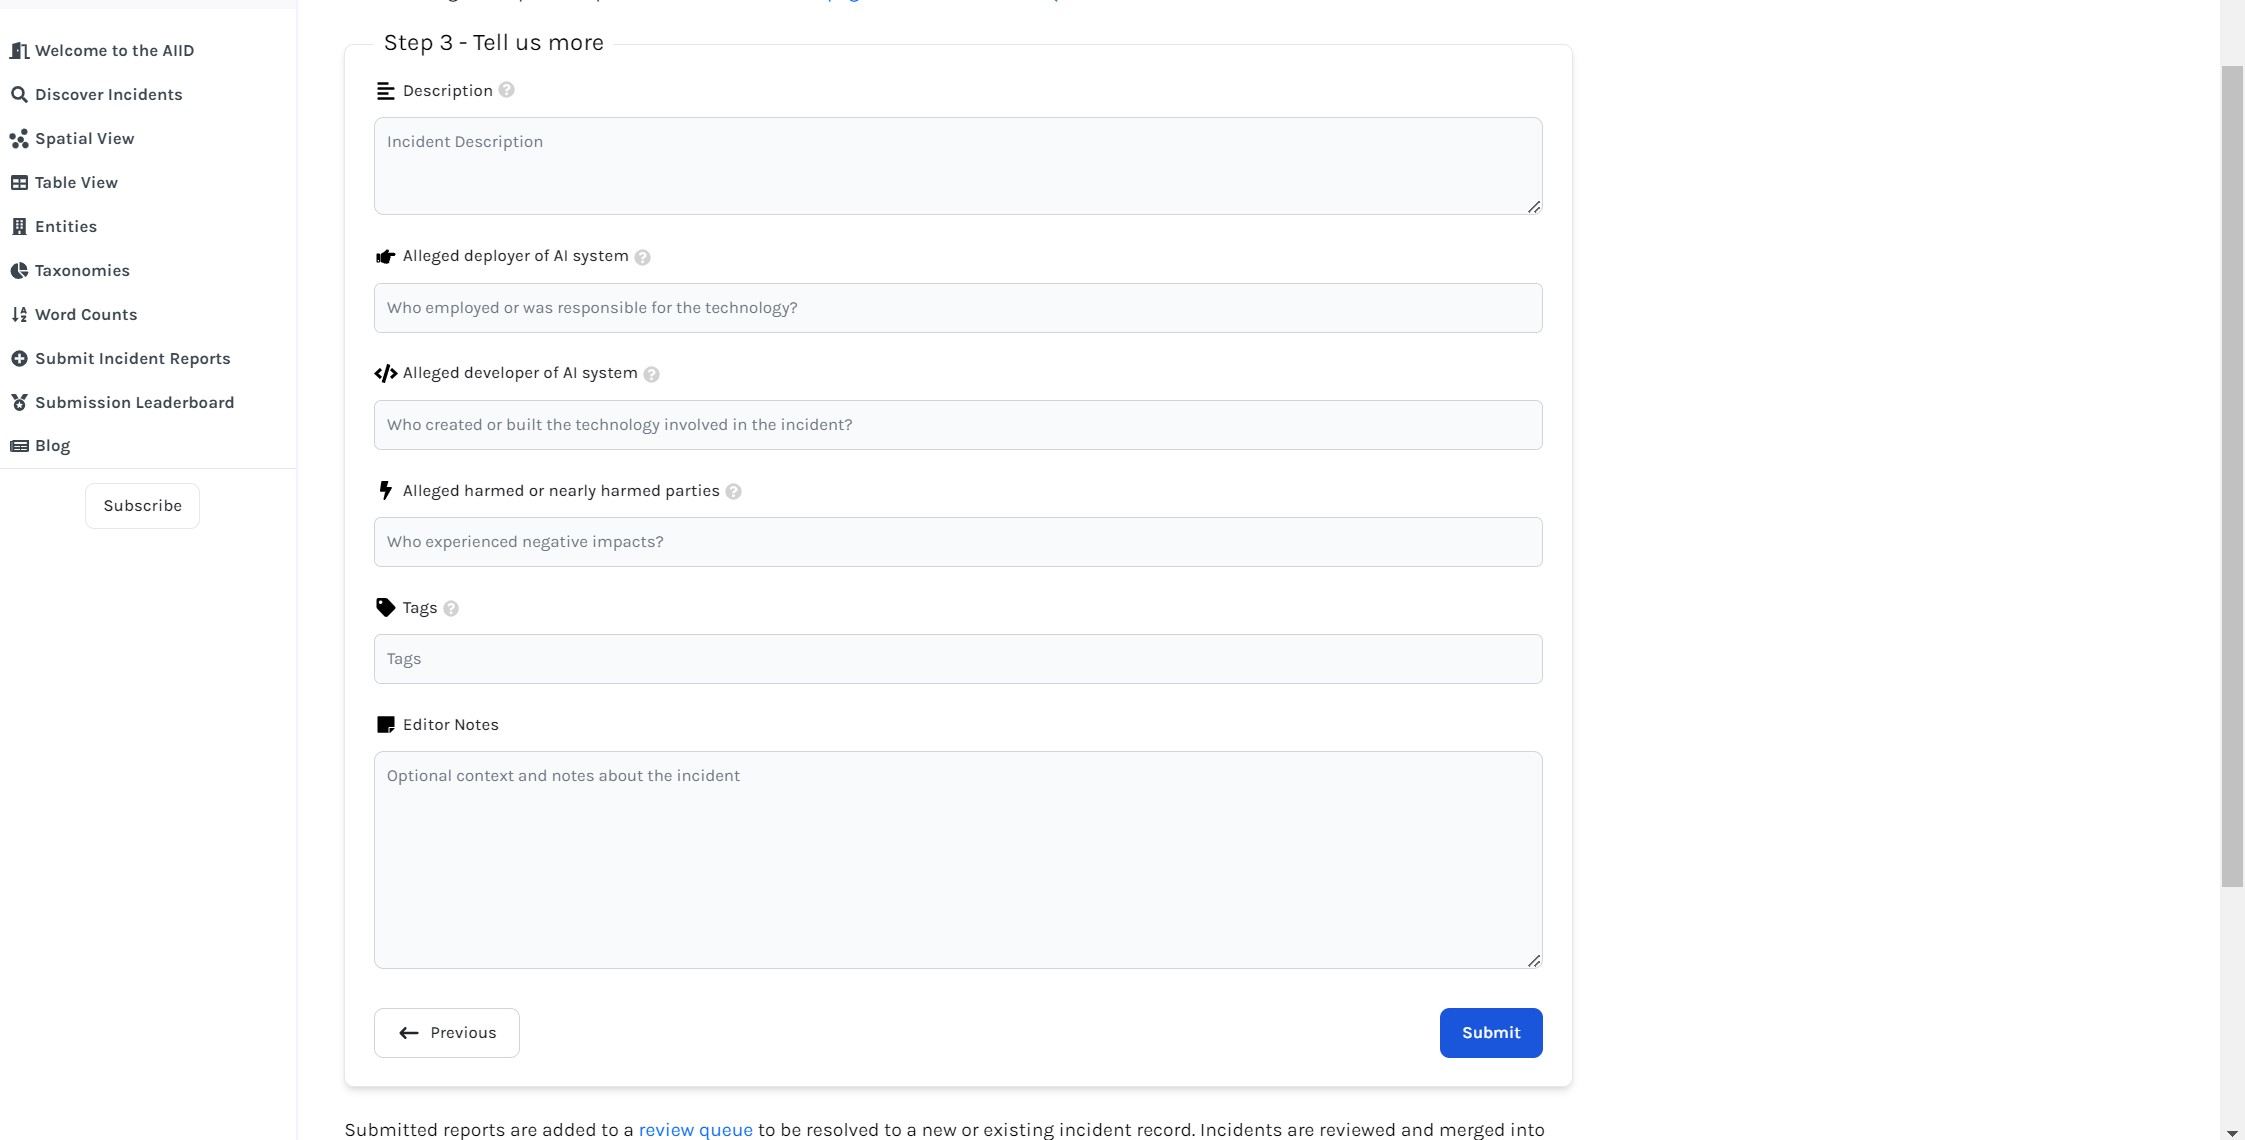 Welcome to the AIID
Discover Incidents
Spatial View
Table View
Entities
Taxonomies
Word Counts
Submit Incident Reports
Submission Leaderboard
Blog
Subscribe
Step 3 - Tell us more
Description
Incident Description
Alleged deployer of AI system
Who employed or was responsible for the technology?
Alleged developer of AI system
Who created or built the technology involved in the incident?
Alleged harmed or nearly harmed parties
Who experienced negative impacts?
Tags
Tags
Editor Notes
Optional context and notes about the incident
Previous
Submit
Submitted reports are added to a review queue to be resolved to a new or existing incident record. Incidents are reviewed and merged into